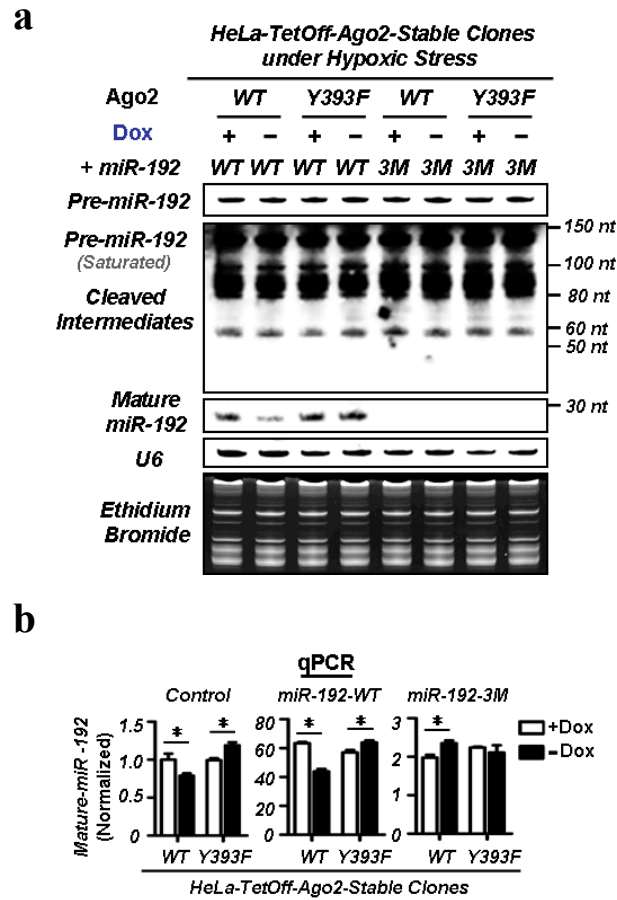 a
HeLa-TetOff-Ago2-Stable Clones
under Hypoxic Stress
Ago2 WT Y393F WT Y393F
Dox + − + − + − + −
+ miR-192 WT WT WT WT 3M 3M 3M 3M
Pre-miR-192
Pre-miR-192
(Saturated)
Cleaved
Intermediates
150 nt
100 nt
80 nt
60 nt
50 nt
Mature
miR-192
30 nt
U6
Ethidium
Bromide
b
qPCR
Control miR-192-WT miR-192-3M
Mature-miR -192
(Normalized)
1.5
1.0
0.5
0
* *
WT Y393F
80
60
40
20
0
* *
WT Y393F
3
2
1
0
*
WT Y393F
+Dox
−Dox
HeLa-TetOff-Ago2-Stable Clones